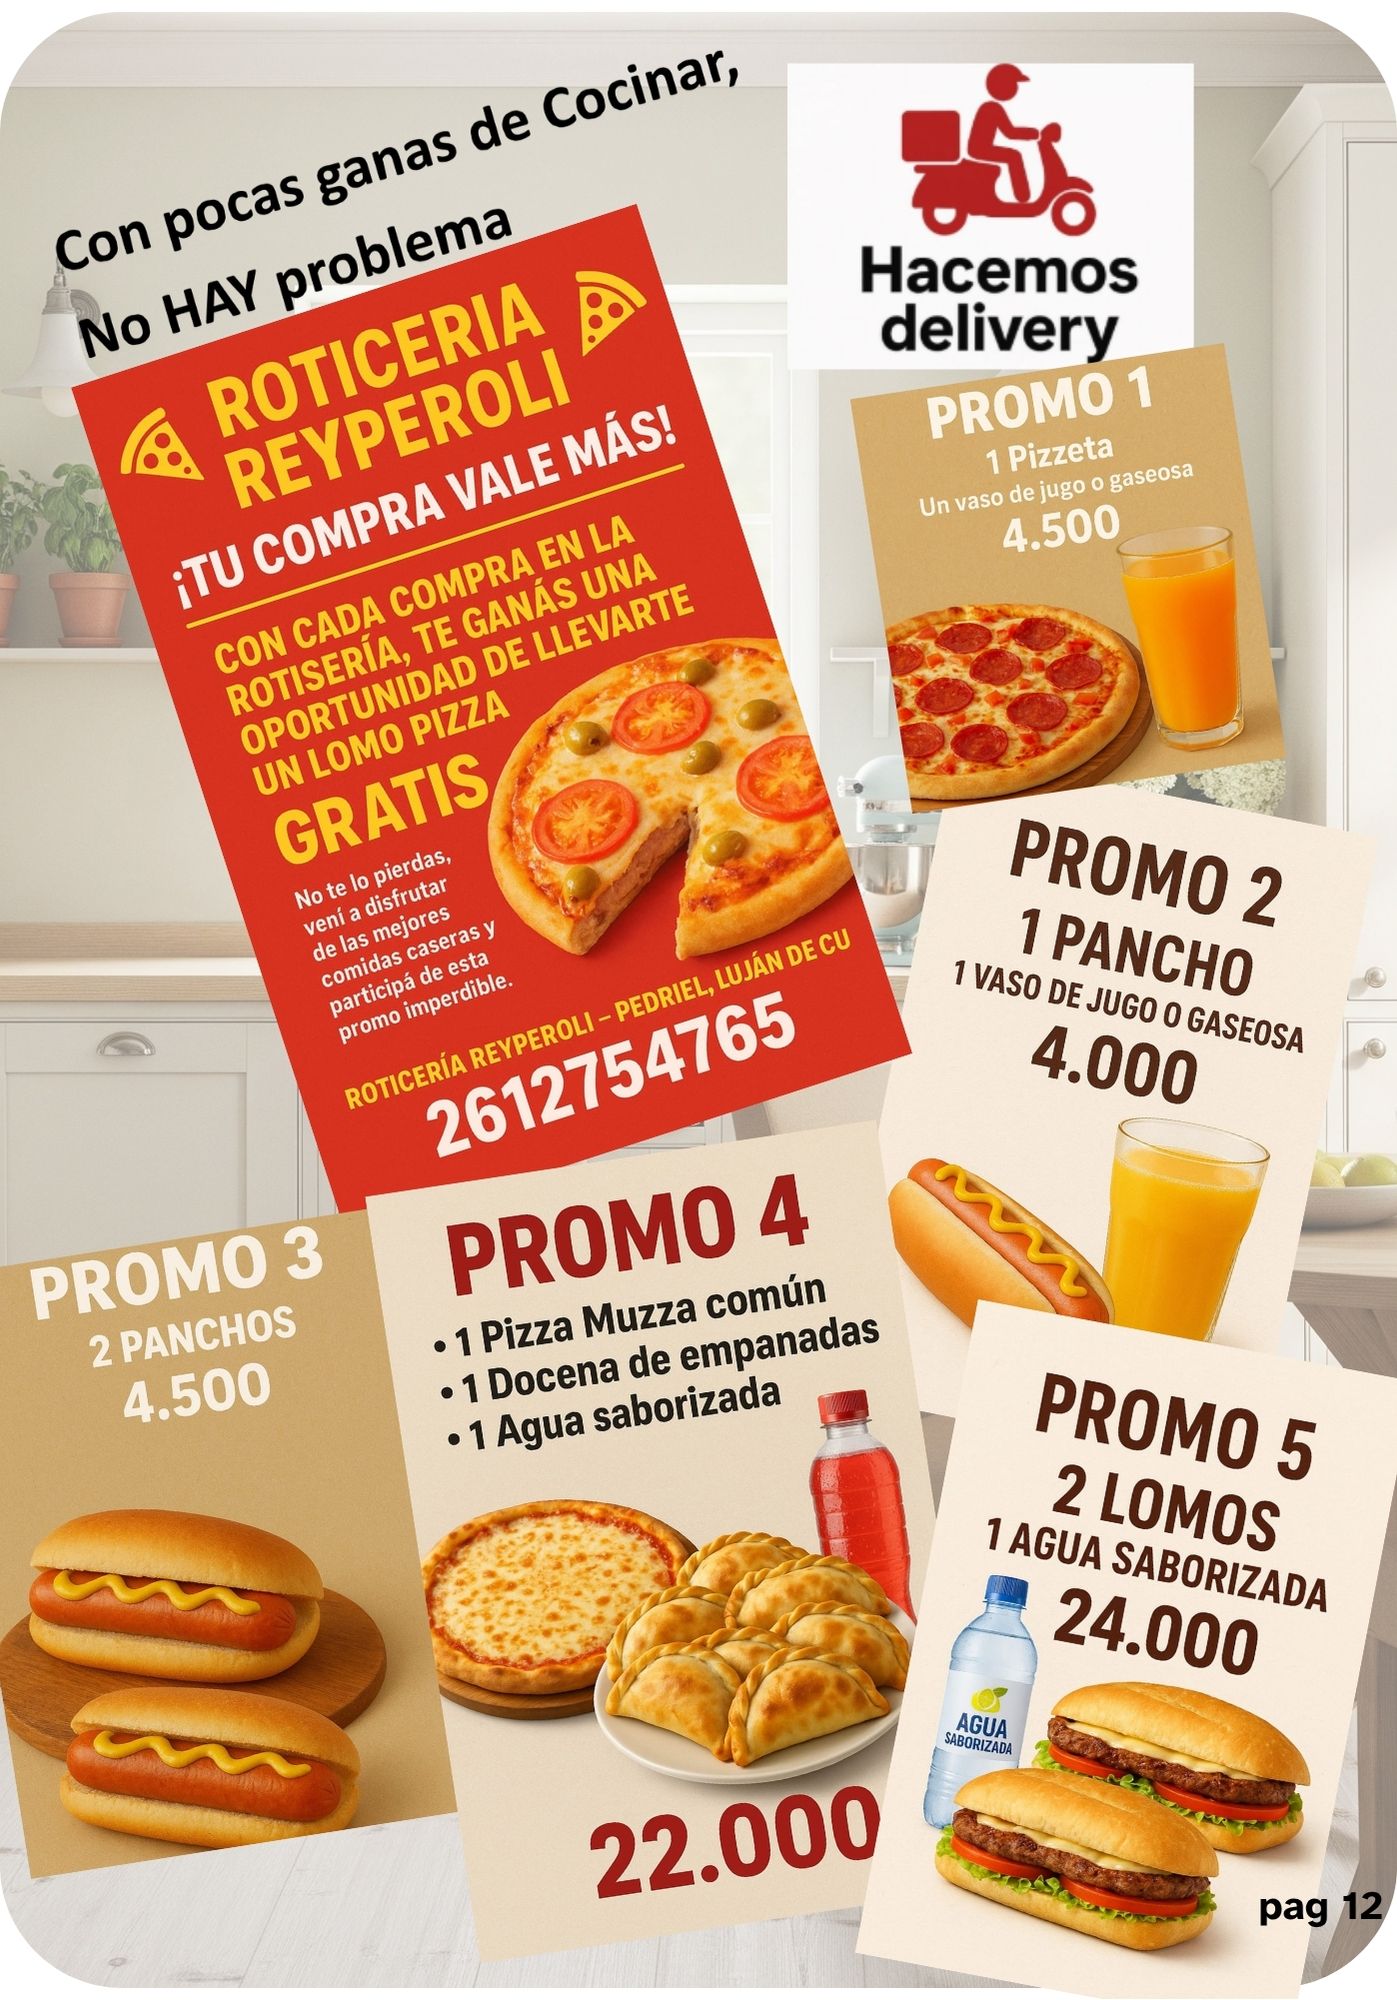 Con pocas ganas de Cocinar,
No HAY problema
Hacemos
delivery
ROTICERIA
REYPEROLI
¡TU COMPRA VALE MÁS!
CON CADA COMPRA EN LA
ROTISERÍA, TE GANÁS UNA
OPORTUNIDAD DE LLEVARTE
UN LOMO PIZZA
GRATIS
No te lo pierdas,
vení a disfrutar
de las mejores
comidas caseras y
participá de esta
promo imperdible.
ROTICERÍA REYPEROLI – PEDRIEL, LUJÁN DE CU
2612754765
PROMO 1
1 Pizzeta
Un vaso de jugo o gaseosa
4.500
PROMO 2
1 PANCHO
1 VASO DE JUGO O GASEOSA
4.000
PROMO 3
2 PANCHOS
4.500
PROMO 4
• 1 Pizza Muzza común
• 1 Docena de empanadas
• 1 Agua saborizada
22.000
PROMO 5
2 LOMOS
1 AGUA SABORIZADA
24.000
AGUA
SABORIZADA
pag 12